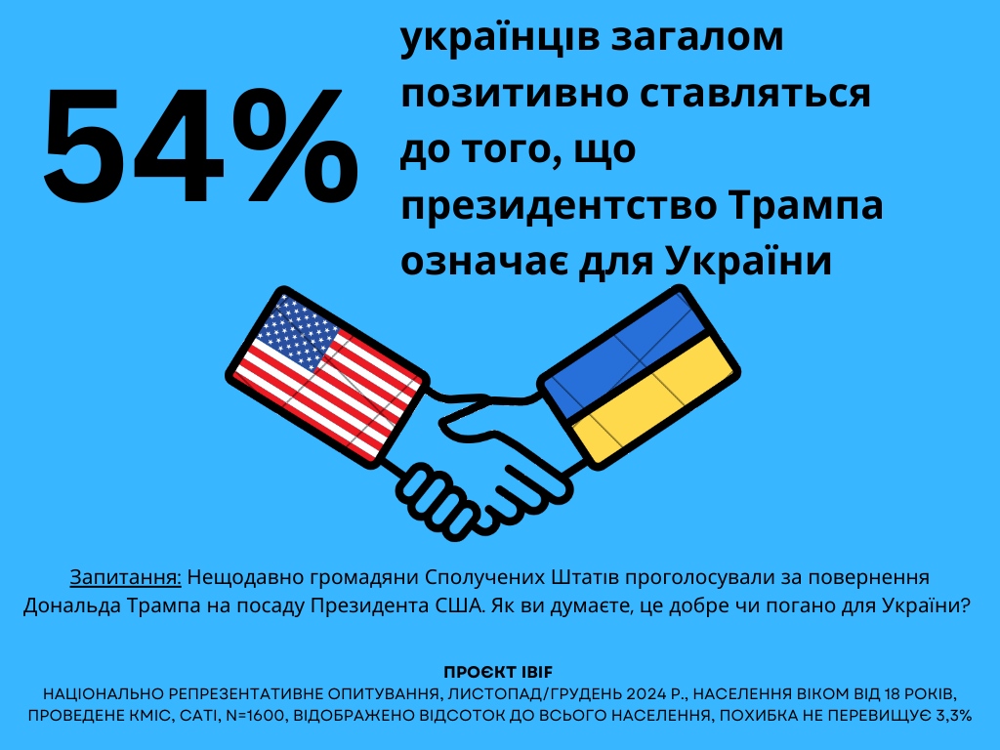 54%
українців загалом
позитивно ставляться
до того, що
президентство Трампа
означає для України
Запитання: Нещодавно громадяни Сполучених Штатів проголосували за повернення
Дональда Трампа на посаду Президента США. Як ви думаєте, це добре чи погано для України?
ПРОЄКТ IBIF
НАЦІОНАЛЬНО РЕПРЕЗЕНТАТИВНЕ ОПИТУВАННЯ, ЛИСТОПАД/ГРУДЕНЬ 2024 Р., НАСЕЛЕННЯ ВІКОМ ВІД 18 РОКІВ,
ПРОВЕДЕНЕ КМІС, CATI, N=1600, ВІДОБРАЖЕНО ВІДСОТОК ДО ВСЬОГО НАСЕЛЕННЯ, ПОХИБКА НЕ ПЕРЕВИЩУЄ 3,3%